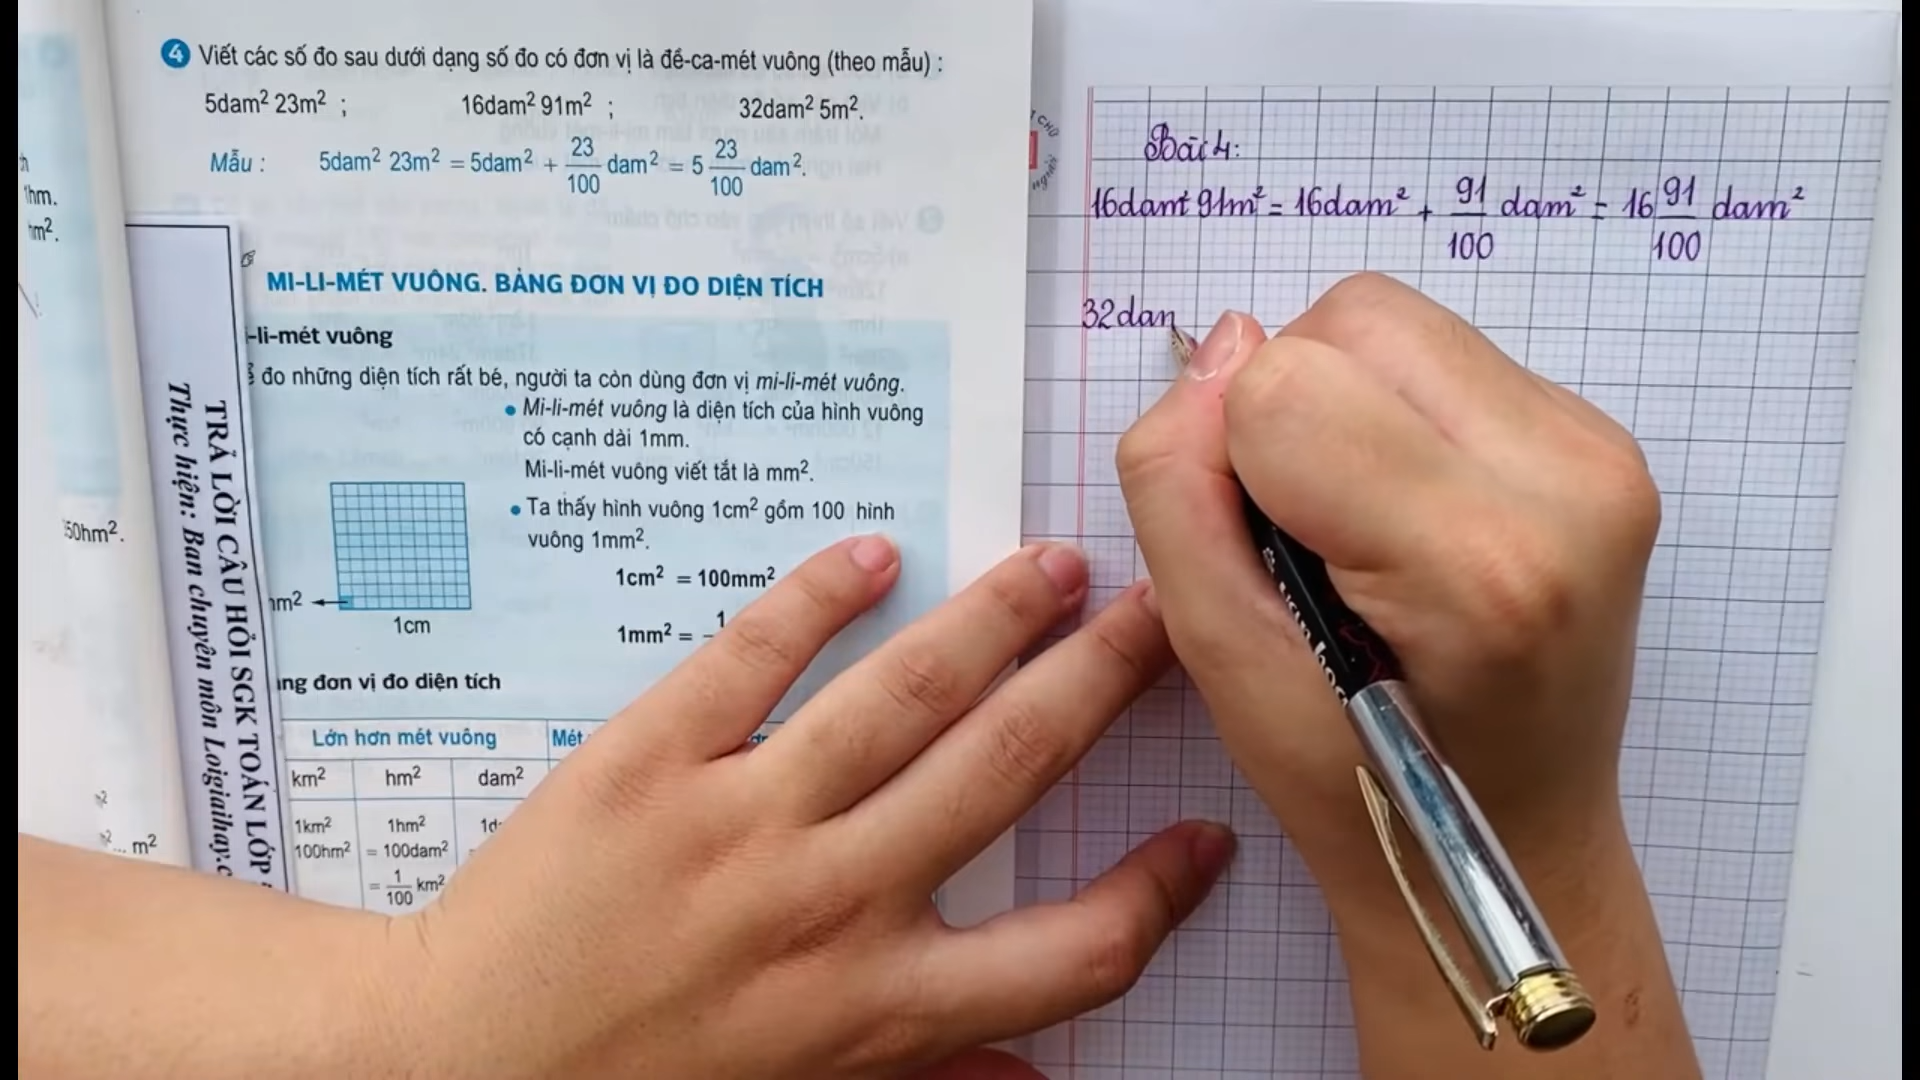 4 Viết các số đo sau dưới dạng số đo có đơn vị là đề-ca-mét vuông (theo mẫu) :
5dam² 23m² ; 16dam² 91m² ; 32dam² 5m².
Mẫu : 5dam² 23m² = 5dam² + 23/100 dam² = 5 23/100 dam².
MI-LI-MÉT VUÔNG. BẢNG ĐƠN VỊ ĐO DIỆN TÍCH
-li-mét vuông
đo những diện tích rất bé, người ta còn dùng đơn vị mi-li-mét vuông.
• Mi-li-mét vuông là diện tích của hình vuông
có cạnh dài 1mm.
Mi-li-mét vuông viết tắt là mm².
• Ta thấy hình vuông 1cm² gồm 100 hình
vuông 1mm².
1cm² = 100mm²
1mm² = 1
1cm
đơn vị đo diện tích
Lớn hơn mét vuông Mét
km² hm² dam²
1km² 1hm²
100hm² = 100dam²
= 1/100 km²
hm.
hm².
50hm².
... m²
TRẢ LỜI CÂU HỎI SGK TOÁN LỚP
Thực hiện: Ban chuyên môn Loigiaihay.c
Bài 4:
16dam² 91m² = 16dam² + 91/100 dam² = 16 91/100 dam²
32dam